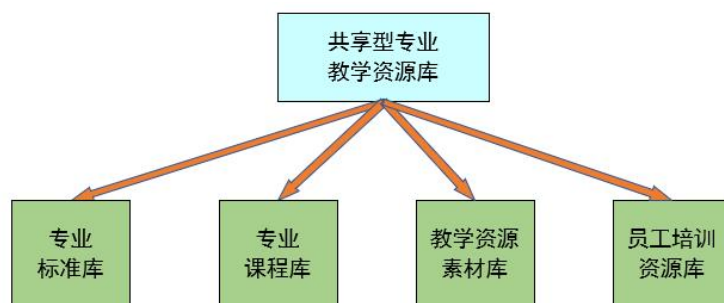 共享型专业
教学资源库
专业
标准库
专业
课程库
教学资源
素材库
员工培训
资源库